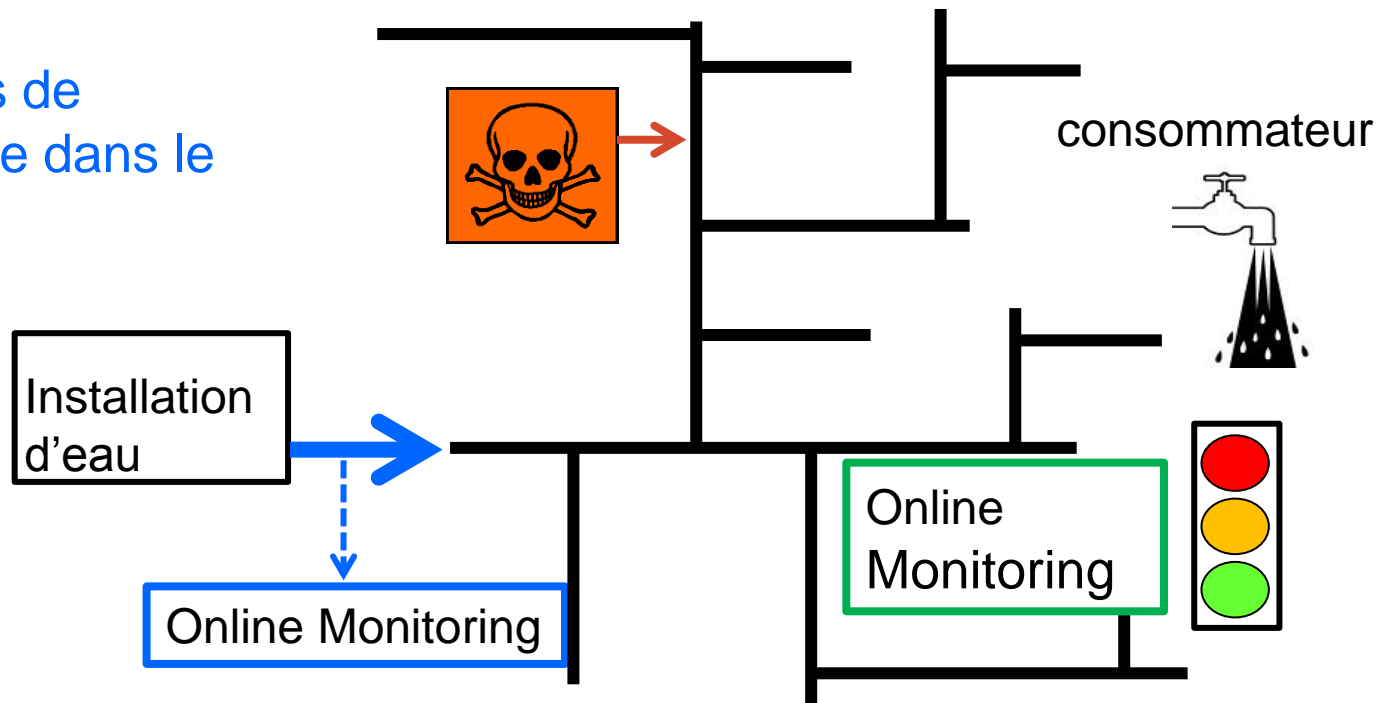 s de
e dans le
consommateur
Installation
d’eau
Online
Monitoring
Online Monitoring